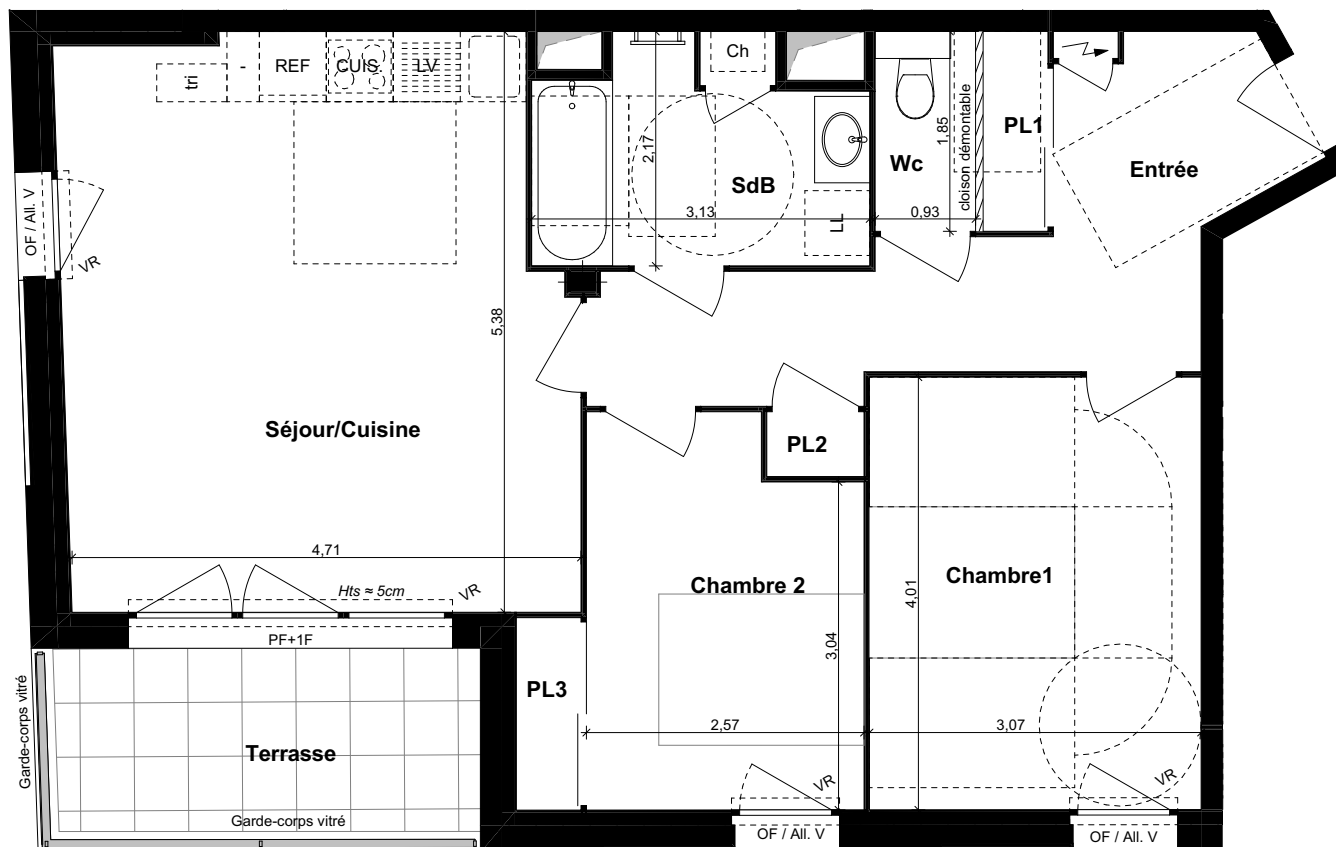 tri
-
REF
CUIS.
LV
Ch
2,17
SdB
3,13
LL
Wc
1,85
0,93
cloison démontable
PL1
Entrée
OF / All. V
VR
5,38
Séjour/Cuisine
4,71
Hts ≈ 5cm
VR
PF+1F
PL2
Chambre 2
3,04
2,57
PL3
Chambre1
4,01
3,07
VR
OF / All. V
VR
OF / All. V
Terrasse
Garde-corps vitré
Garde-corps vitré